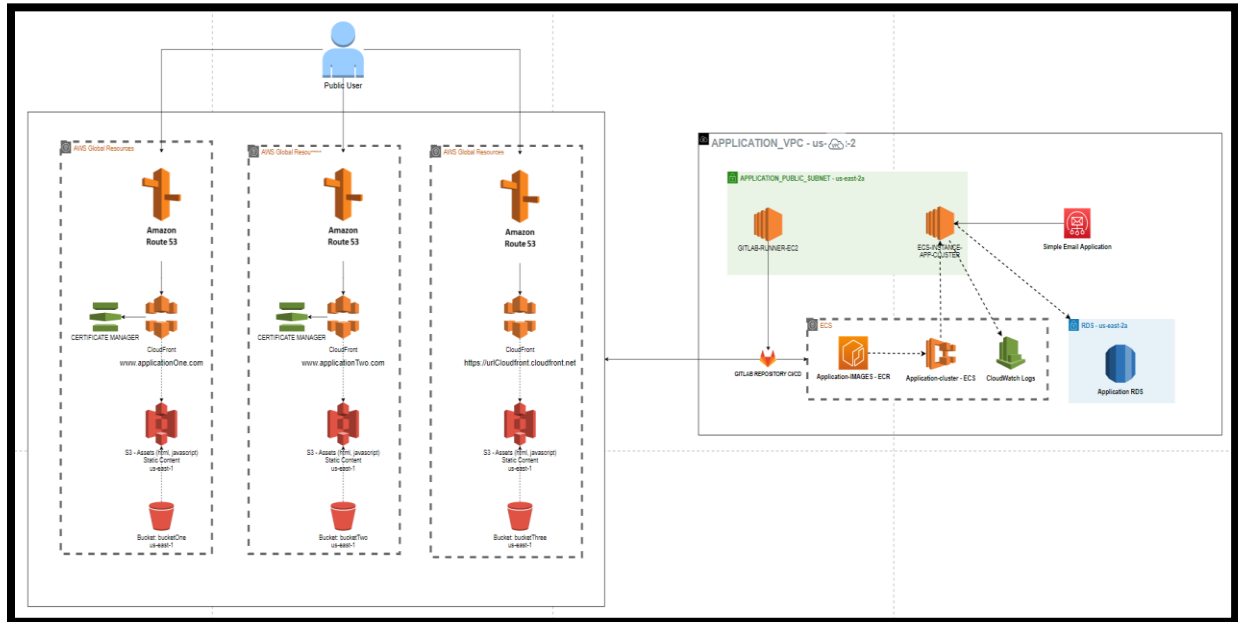 Public User
AWS Global Resources
Amazon
Route 53
CERTIFICATE MANAGER
CloudFront
www.applicationOne.com
S3 - Assets (html, javascript)
Static Content
us-east-1
Bucket: bucketOne
us-east-1
AWS Global
Amazon
Route 53
CERTIFICATE MANAGER
CloudFront
www.applicationTwo.com
S3 - Assets (html, javascript)
Static Content
us-east-1
Bucket: bucketTwo
us-east-1
AWS Global Resources
Amazon
Route 53
CloudFront
https://urlCloudfront.cloudfront.net
S3 - Assets (html, javascript)
Static Content
us-east-1
Bucket: bucketThree
us-east-1
APPLICATION_VPC - us-
-2
APPLICATION_PUBLIC_SUBNET - us-east-2a
GITLAB-RUNNER-EC2
ECS-INSTANCE-
APP-CLUSTER
Simple Email Application
GITLAB REPOSITORY CI/CD
ECS
Application-IMAGES - ECR
Application-cluster - ECS
CloudWatch Logs
RDS - us-east-2a
Application RDS